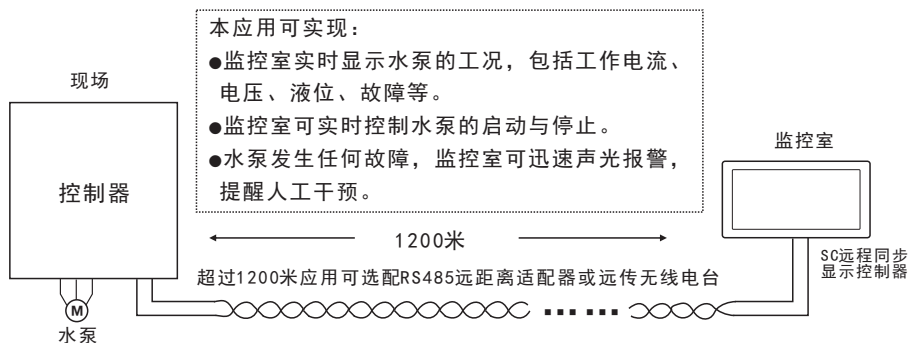 本应用可实现:
●监控室实时显示水泵的工况，包括工作电流、
电压、液位、故障等。
●监控室可实时控制水泵的启动与停止。
●水泵发生任何故障，监控室可迅速声光报警，
提醒人工干预。
现场
控制器
监控室
1200米
SC远程同步
显示控制器
超过1200米应用可选配RS485远距离适配器或远传无线电台
M
水泵